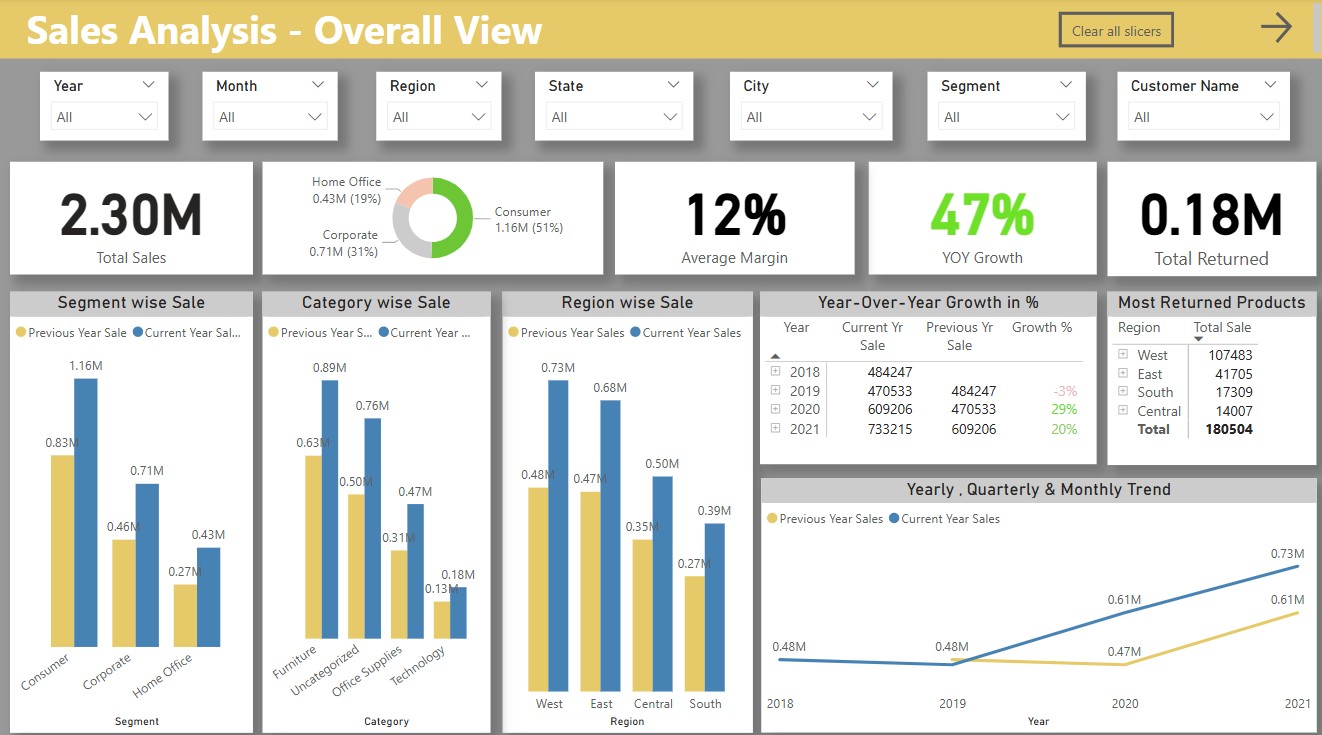 Sales Analysis - Overall View
Clear all slicers
Year
All
Month
All
Region
All
State
All
City
All
Segment
All
Customer Name
All
2.30M
Total Sales
Home Office
0.43M (19%)
Corporate
0.71M (31%)
Consumer
1.16M (51%)
12%
Average Margin
47%
YOY Growth
0.18M
Total Returned
Segment wise Sale
Previous Year Sale Current Year Sal...
1.16M
0.83M
0.71M
0.46M
0.43M
0.27M
Consumer
Corporate
Home Office
Segment
Category wise Sale
Previous Year S... Current Year ...
0.89M
0.76M
0.63M
0.50M
0.47M
0.31M
0.18M
0.13M
Furniture
Uncategorized
Office Supplies
Technology
Category
Region wise Sale
Previous Year Sales Current Year Sales
0.73M
0.68M
0.48M
0.47M
0.50M
0.35M
0.39M
0.27M
West East Central South
Region
Year-Over-Year Growth in %
Year Current Yr Sale Previous Yr Sale Growth %
2018 484247
2019 470533 484247 -3%
2020 609206 470533 29%
2021 733215 609206 20%
Most Returned Products
Region Total Sale
West 107483
East 41705
South 17309
Central 14007
Total 180504
Yearly , Quarterly & Monthly Trend
Previous Year Sales Current Year Sales
0.73M
0.61M
0.61M
0.48M
0.48M
0.47M
2018 2019 2020 2021
Year